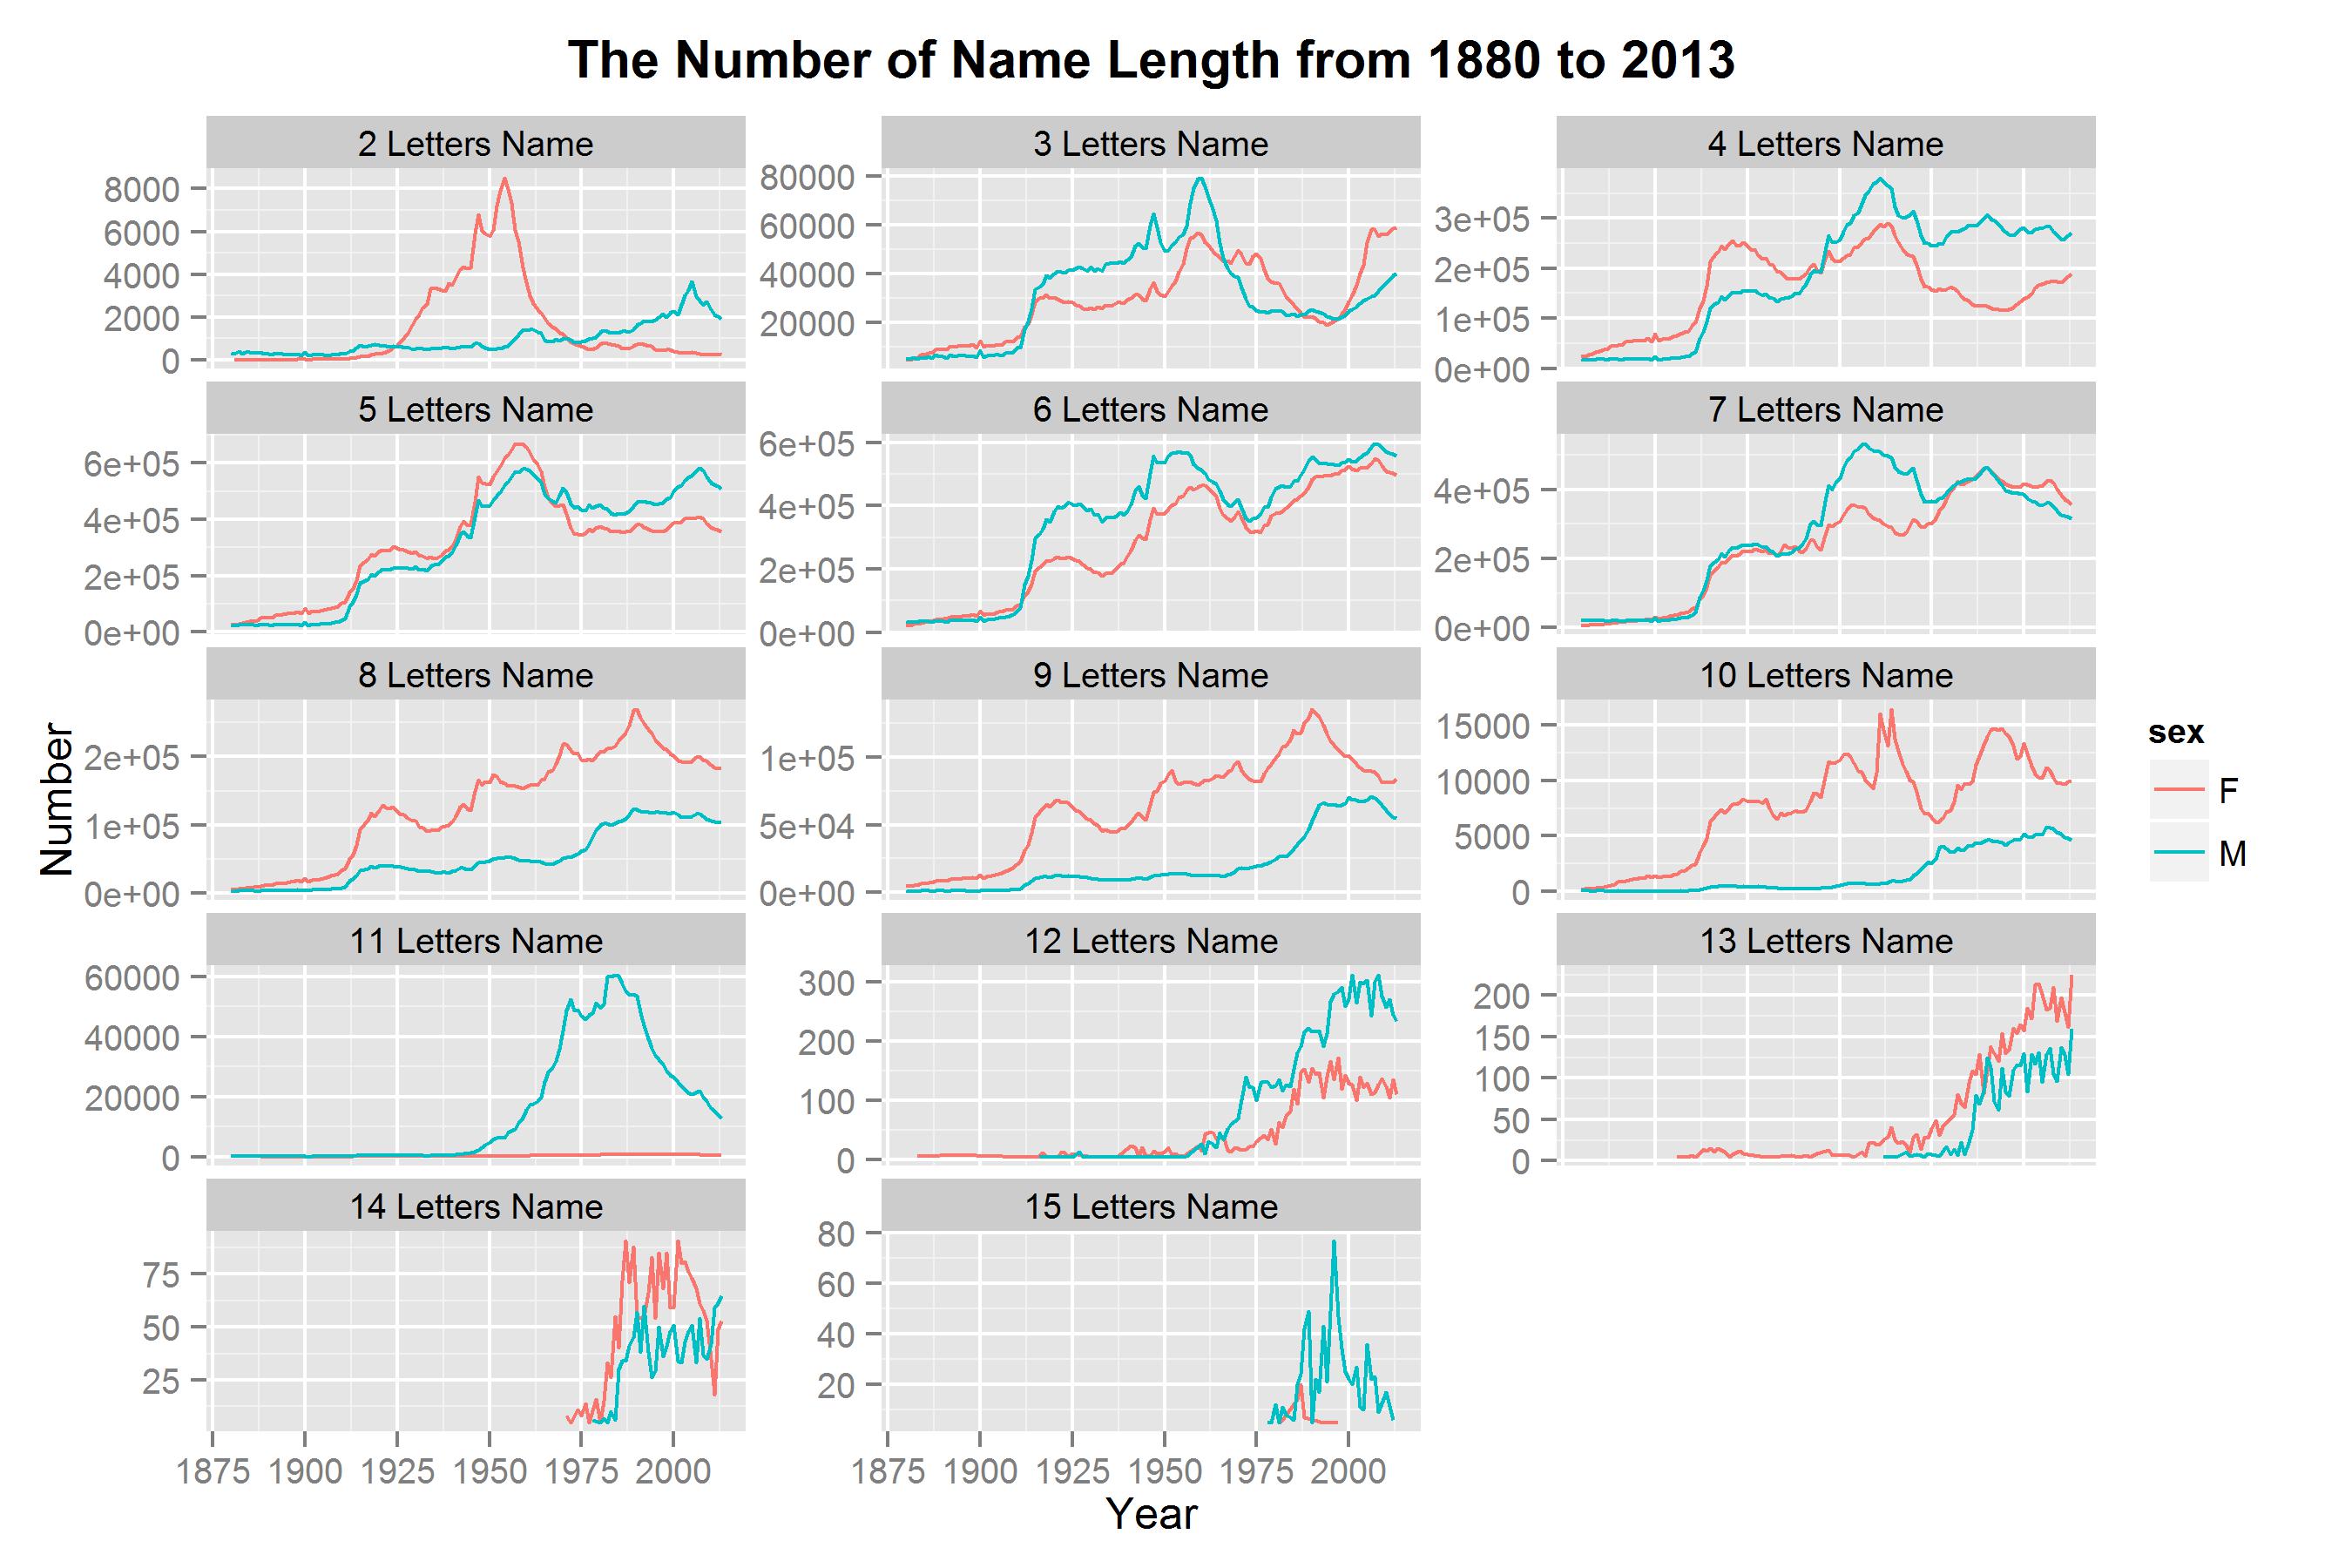 The Number of Name Length from 1880 to 2013
2 Letters Name
3 Letters Name
4 Letters Name
8000
6000
4000
2000
0
80000
60000
40000
20000
3e+05
2e+05
1e+05
0e+00
5 Letters Name
6 Letters Name
7 Letters Name
6e+05
4e+05
2e+05
0e+00
6e+05
4e+05
2e+05
0e+00
4e+05
2e+05
0e+00
8 Letters Name
9 Letters Name
10 Letters Name
2e+05
1e+05
0e+00
1e+05
5e+04
0e+00
15000
10000
5000
0
11 Letters Name
12 Letters Name
13 Letters Name
60000
40000
20000
0
300
200
100
0
200
150
100
50
0
14 Letters Name
15 Letters Name
75
50
25
80
60
40
20
1875 1900 1925 1950 1975 2000
1875 1900 1925 1950 1975 2000
Year
Number
sex
F
M